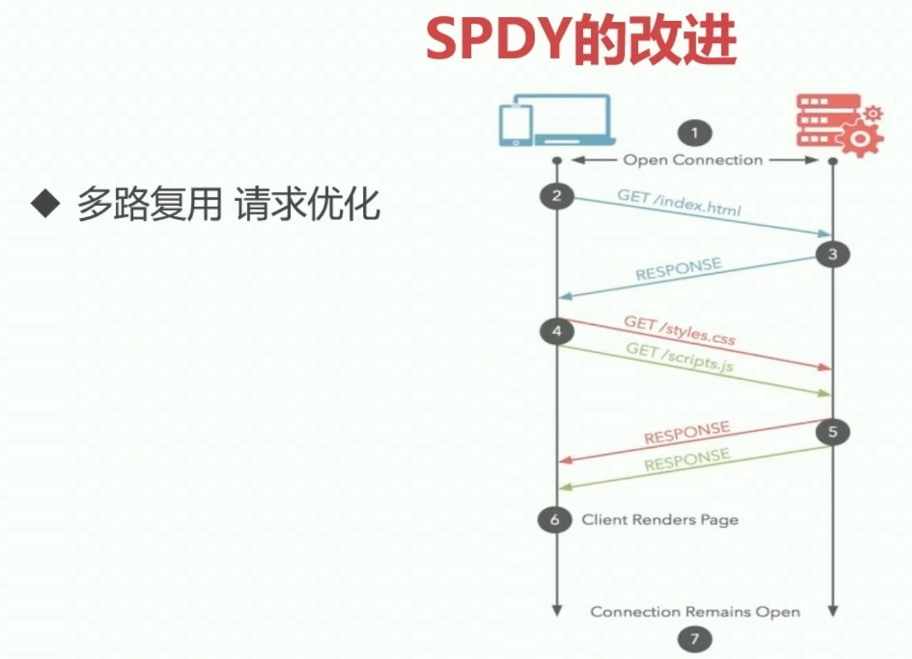 SPDY的改进
◆ 多路复用 请求优化
1
Open Connection
2
GET /index.html
3
RESPONSE
4
GET /styles.css
GET /scripts.js
5
RESPONSE
RESPONSE
6 Client Renders Page
Connection Remains Open
7